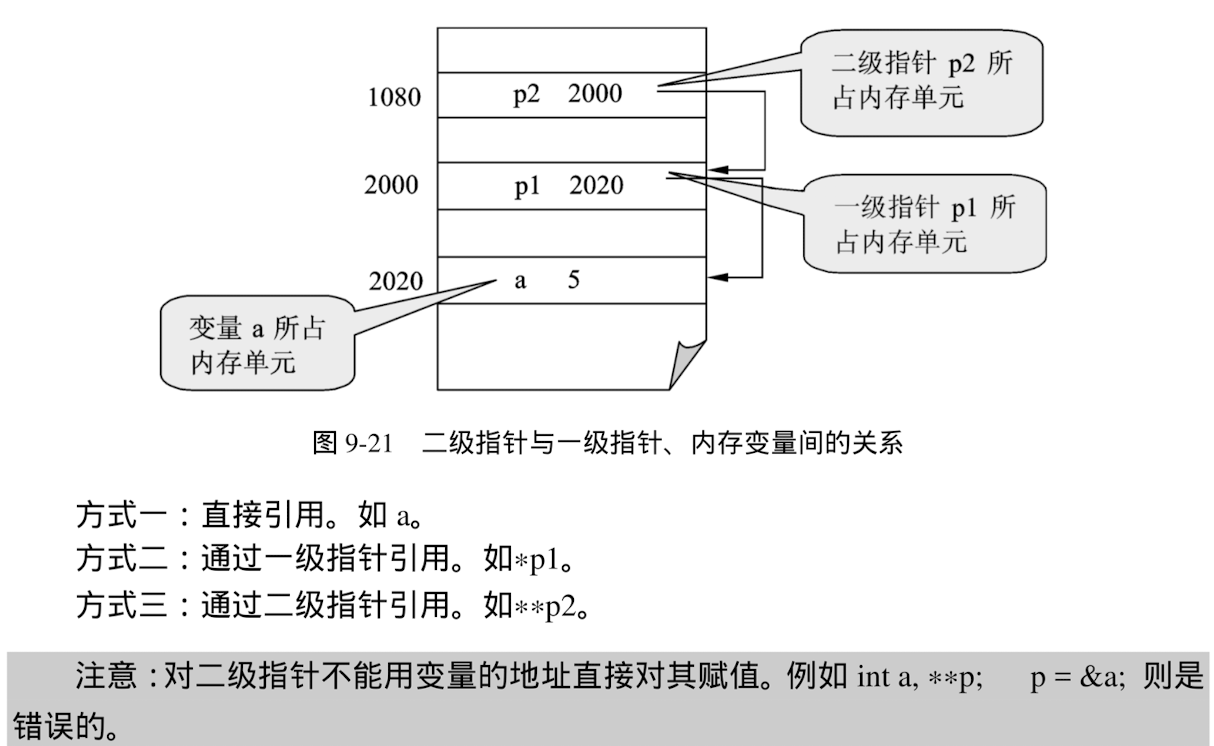 二级指针 p2 所
占内存单元
1080 p2 2000
2000 p1 2020
一级指针 p1 所
占内存单元
2020 a 5
变量 a 所占
内存单元
图 9-21 二级指针与一级指针、内存变量间的关系
方式一：直接引用。如 a。
方式二：通过一级指针引用。如*p1。
方式三：通过二级指针引用。如**p2。
注意：对二级指针不能用变量的地址直接对其赋值。例如 int a, **p; p = &a; 则是
错误的。